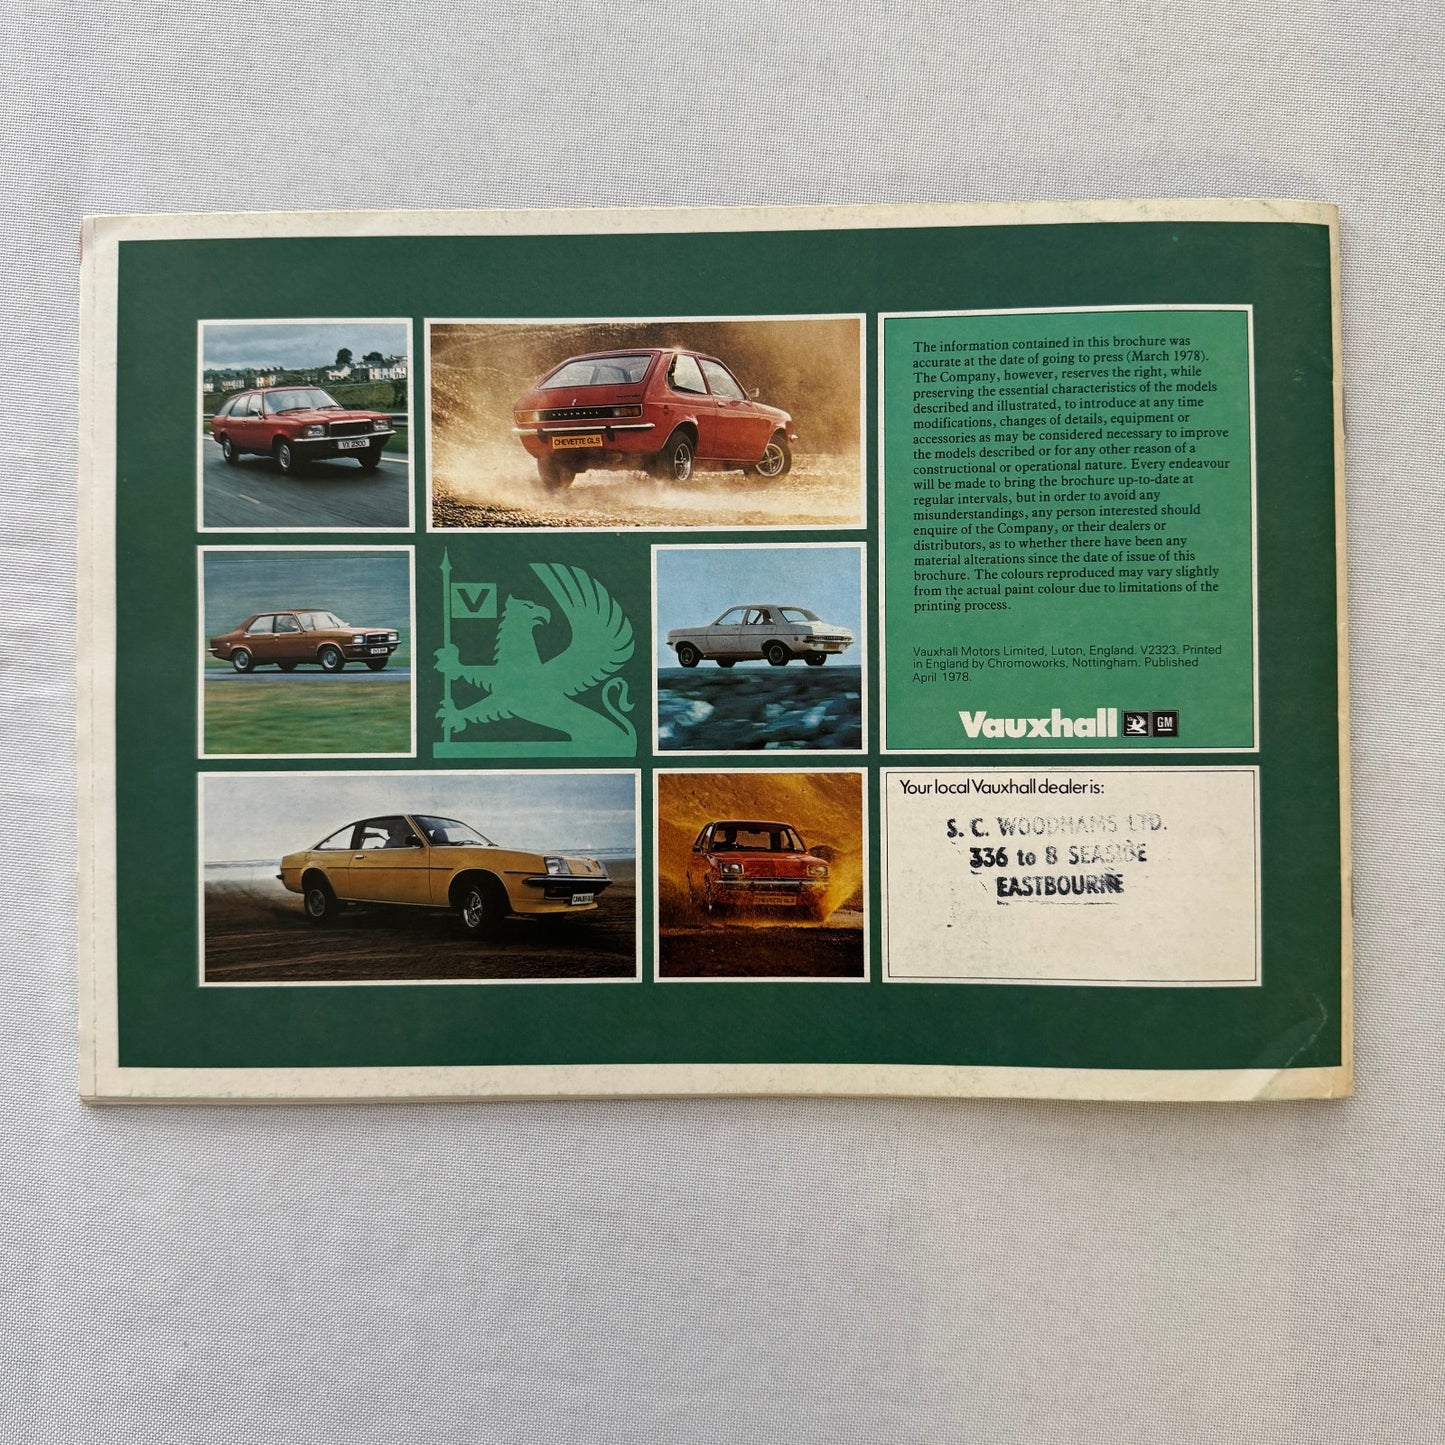 VX 2300
VAUXHALL
CHEVETTE GLS
The information contained in this brochure was
accurate at the date of going to press (March 1978).
The Company, however, reserves the right, while
preserving the essential characteristics of the models
described and illustrated, to introduce at any time
modifications, changes of details, equipment or
accessories as may be considered necessary to improve
the models described or for any other reason of a
constructional or operational nature. Every endeavour
will be made to bring the brochure up-to-date at
regular intervals, but in order to avoid any
misunderstandings, any person interested should
enquire of the Company, or their dealers or
distributors, as to whether there have been any
material alterations since the date of issue of this
brochure. The colours reproduced may vary slightly
from the actual paint colour due to limitations of the
printing process.
Vauxhall Motors Limited, Luton, England. V2323. Printed
in England by Chromoworks, Nottingham. Published
April 1978.
Vauxhall
GM
V
CAVALIER GLS
CHEVETTE GLS
Your local Vauxhall dealer is:
S. C. WOODHAMS LTD.
336 to 8 SEASIDE
EASTBOURNE